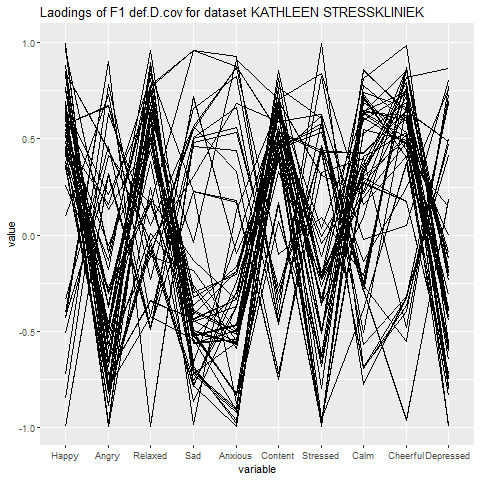 Laodings of F1 def.D.cov for dataset KATHLEEN STRESSKLINIEK
1.0
0.5
0.0
-0.5
-1.0
value
Happy Angry Relaxed Sad Anxious Content Stressed Calm Cheerful Depressed
variable